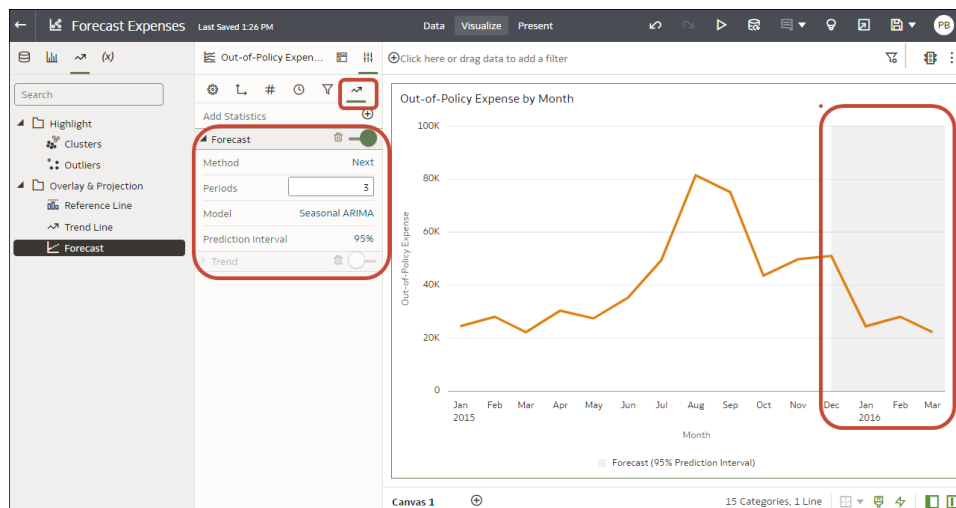 Forecast Expenses Last Saved 1:26 PM Data Visualize Present PB
(x) Out-of-Policy Expen... Click here or drag data to add a filter
Search
Highlight
Clusters
Outliers
Overlay & Projection
Reference Line
Trend Line
Forecast
#
Add Statistics
Forecast
Method Next
Periods 3
Model Seasonal ARIMA
Prediction Interval 95%
Trend
Out-of-Policy Expense by Month
Out-of-Policy Expense
100K
80K
60K
40K
20K
0
Jan Feb Mar Apr May Jun Jul Aug Sep Oct Nov Dec Jan Feb Mar
2015 2016
Month
Forecast (95% Prediction Interval)
Canvas 1 15 Categories, 1 Line